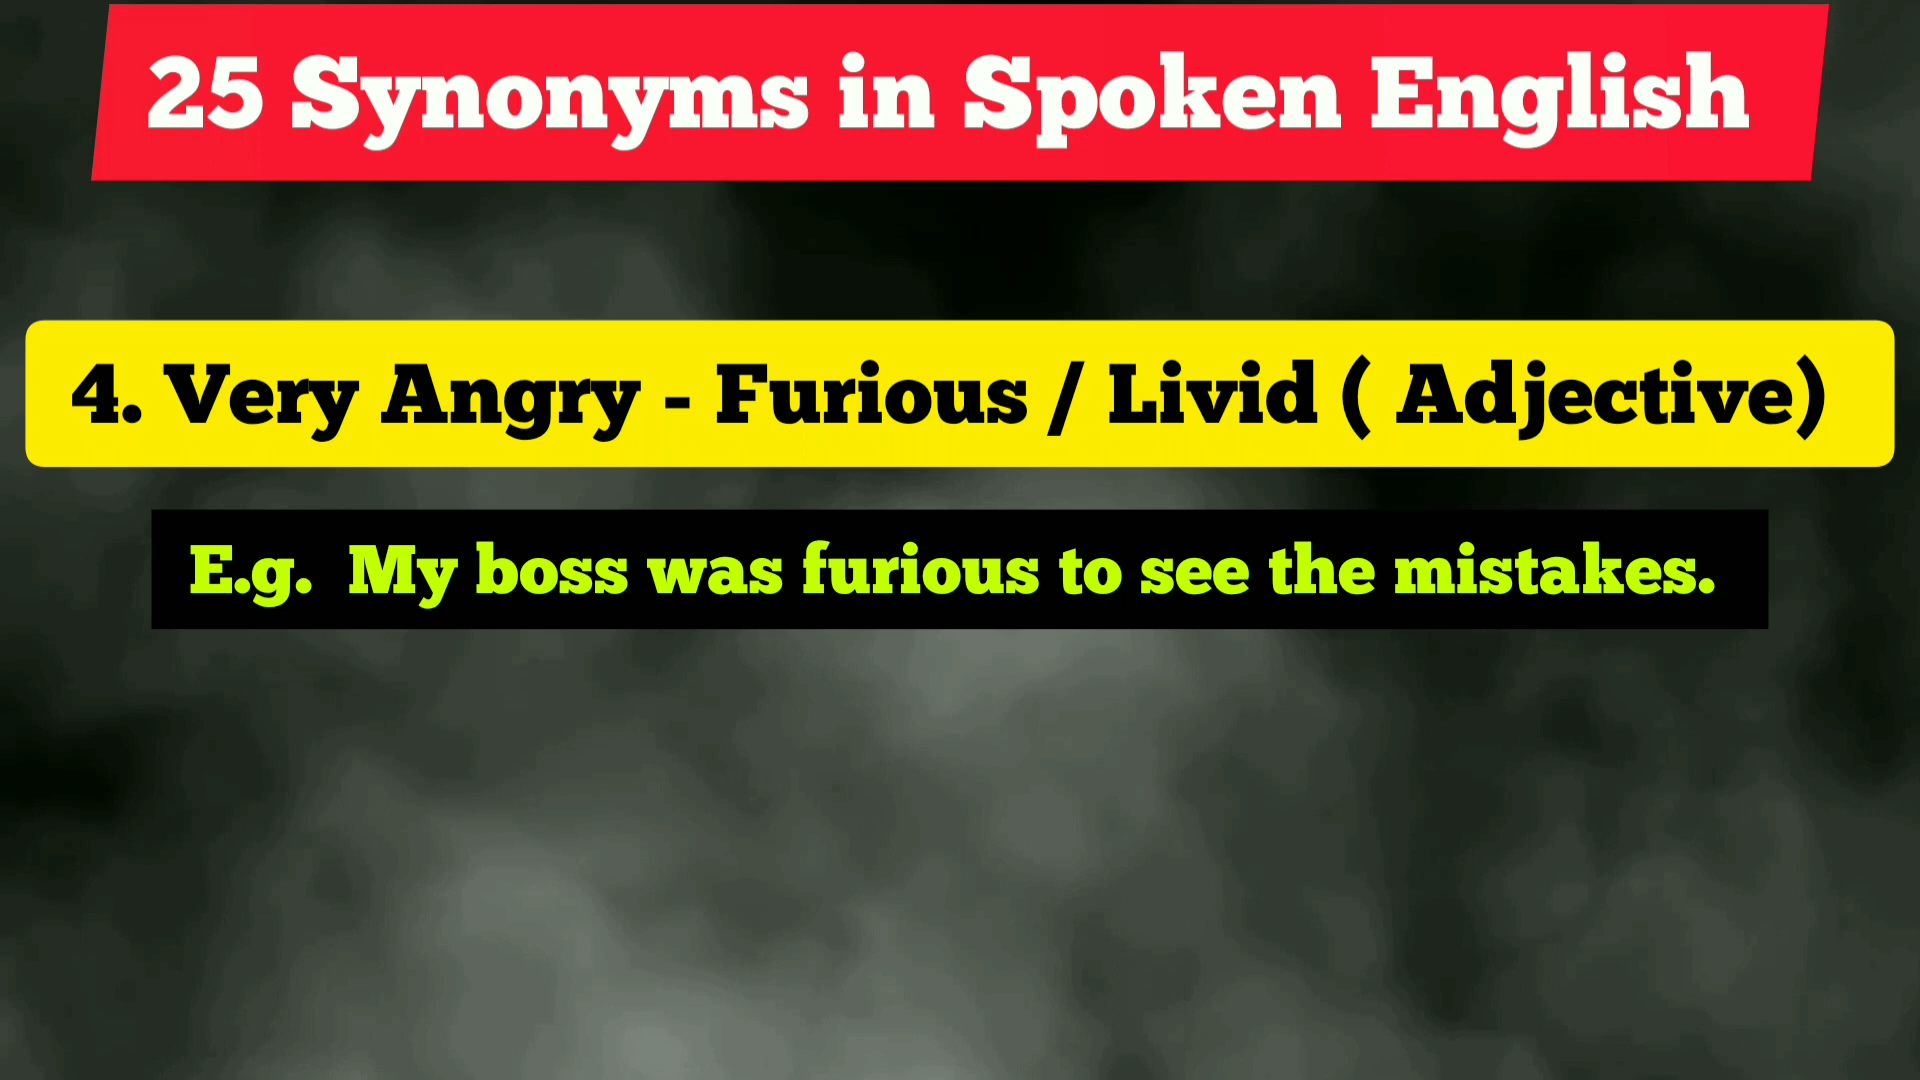 25 Synonyms in Spoken English
4. Very Angry - Furious / Livid ( Adjective)
E.g. My boss was furious to see the mistakes.